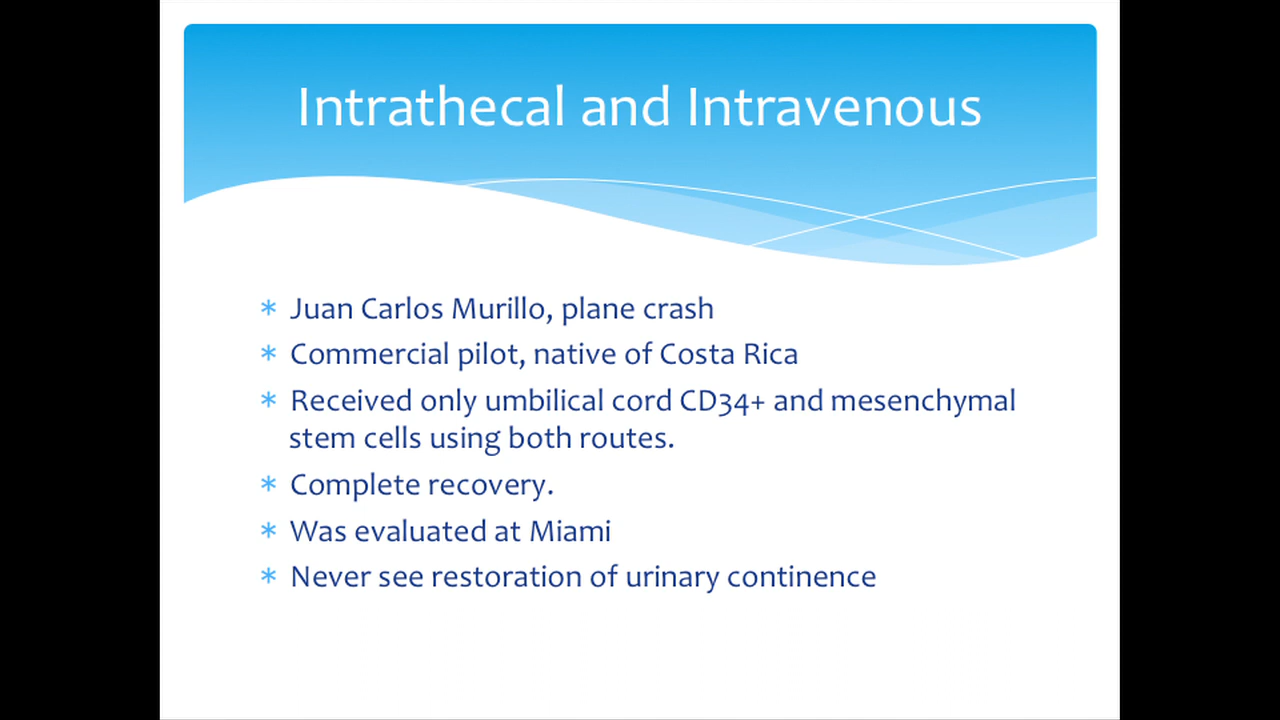 Intrathecal and Intravenous
* Juan Carlos Murillo, plane crash
* Commercial pilot, native of Costa Rica
* Received only umbilical cord CD34+ and mesenchymal
stem cells using both routes.
* Complete recovery.
* Was evaluated at Miami
* Never see restoration of urinary continence